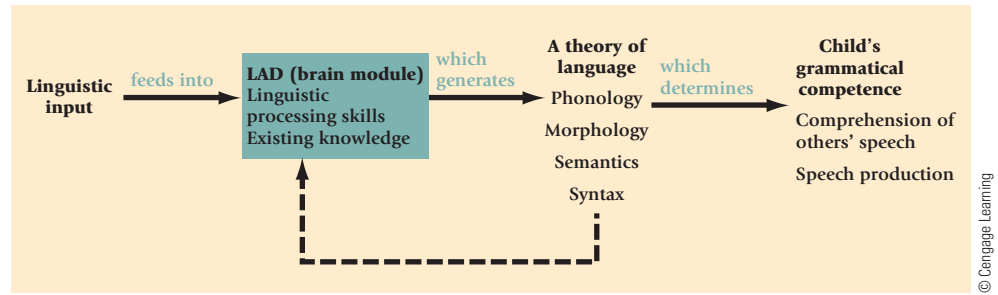 Linguistic
input
feeds into
LAD (brain module)
Linguistic
processing skills
Existing knowledge
which
generates
A theory of
language
Phonology
Morphology
Semantics
Syntax
which
determines
Child's
grammatical
competence
Comprehension of
others' speech
Speech production
© Cengage Learning